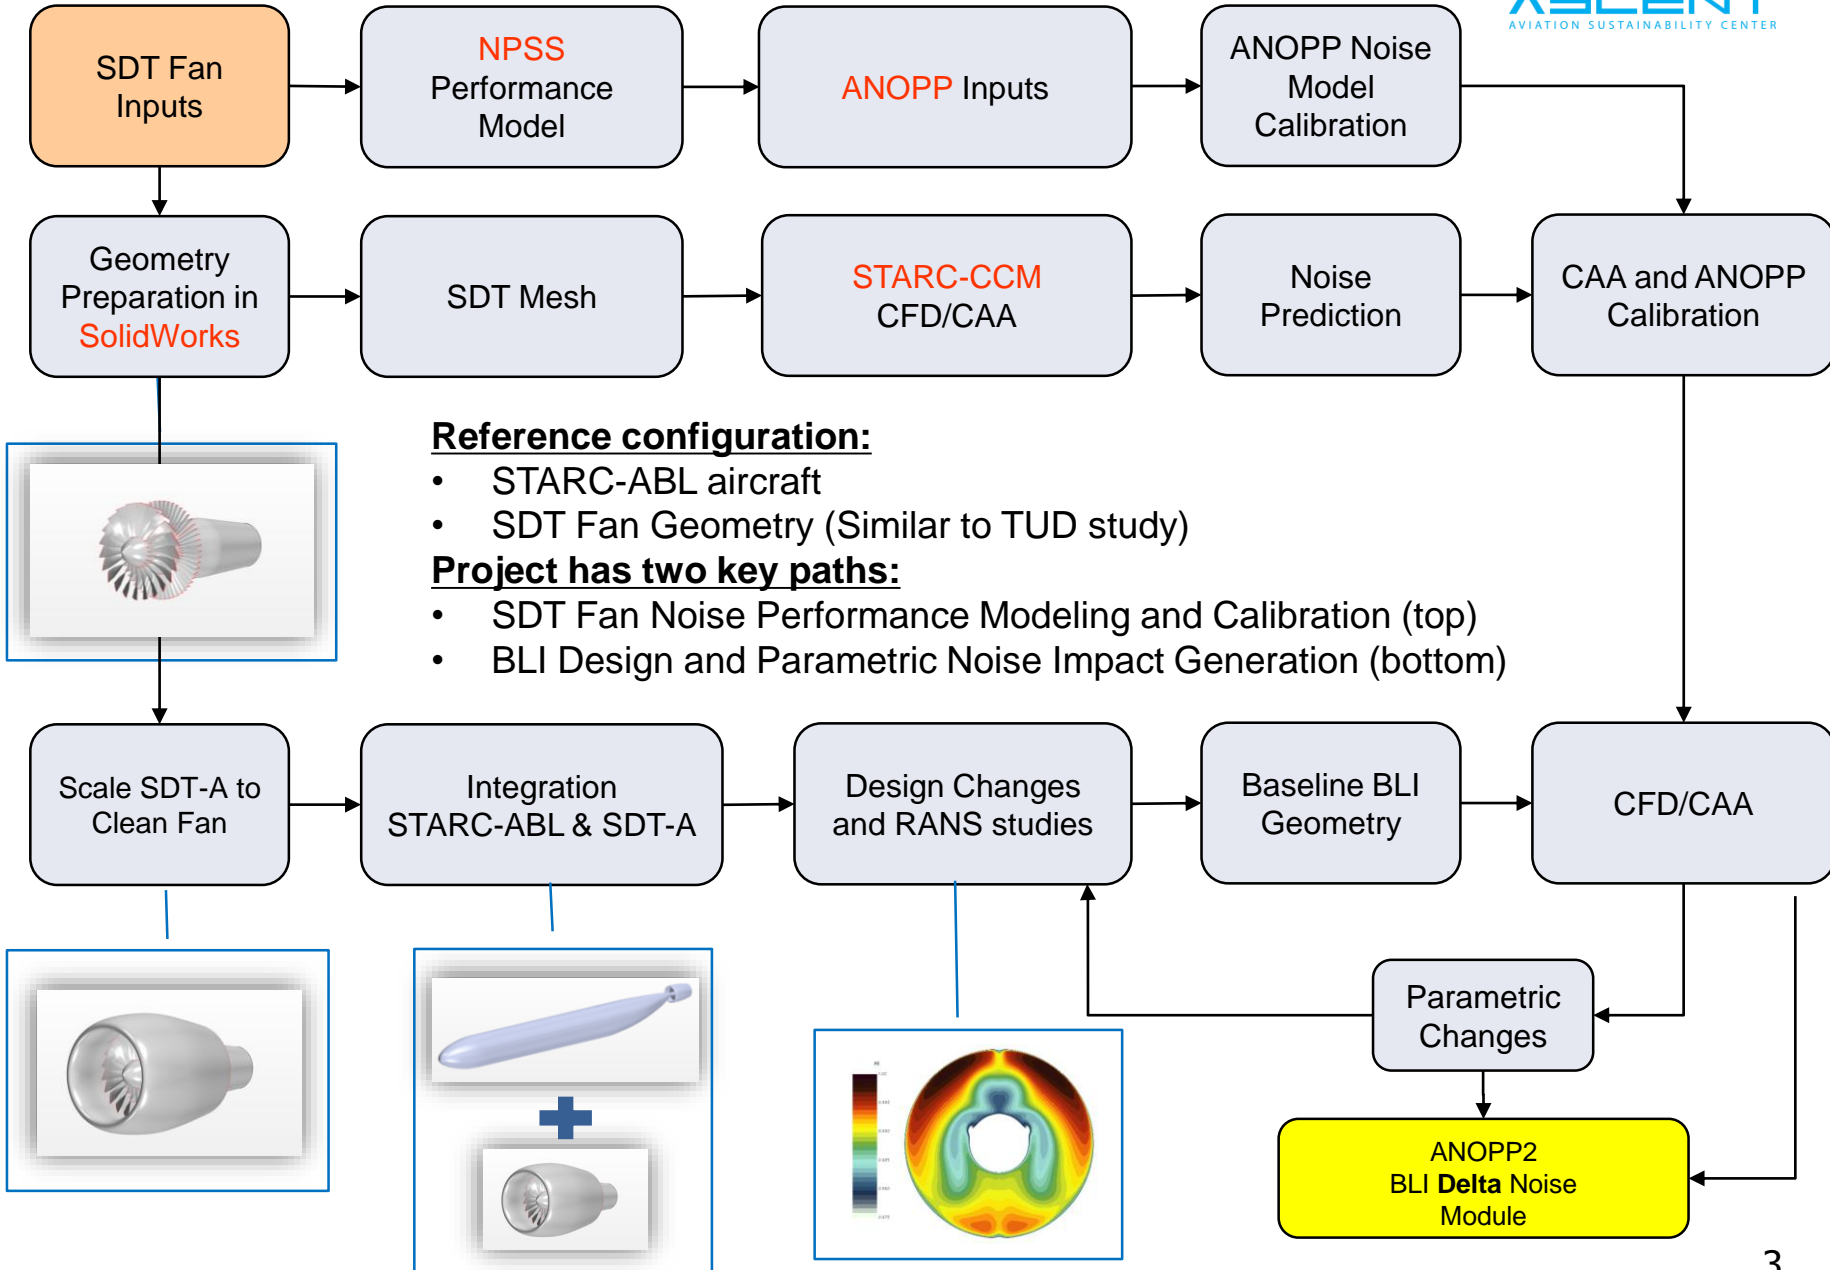 ASCENT
AVIATION SUSTAINABILITY CENTER
SDT Fan
Inputs
NPSS
Performance
Model
ANOPP Inputs
ANOPP Noise
Model
Calibration
Geometry
Preparation in
SolidWorks
SDT Mesh
STARC-CCM
CFD/CAA
Noise
Prediction
CAA and ANOPP
Calibration
Reference configuration:
• STARC-ABL aircraft
• SDT Fan Geometry (Similar to TUD study)
Project has two key paths:
• SDT Fan Noise Performance Modeling and Calibration (top)
• BLI Design and Parametric Noise Impact Generation (bottom)
Scale SDT-A to
Clean Fan
Integration
STARC-ABL & SDT-A
Design Changes
and RANS studies
Baseline BLI
Geometry
CFD/CAA
Parametric
Changes
ANOPP2
BLI Delta Noise
Module
3